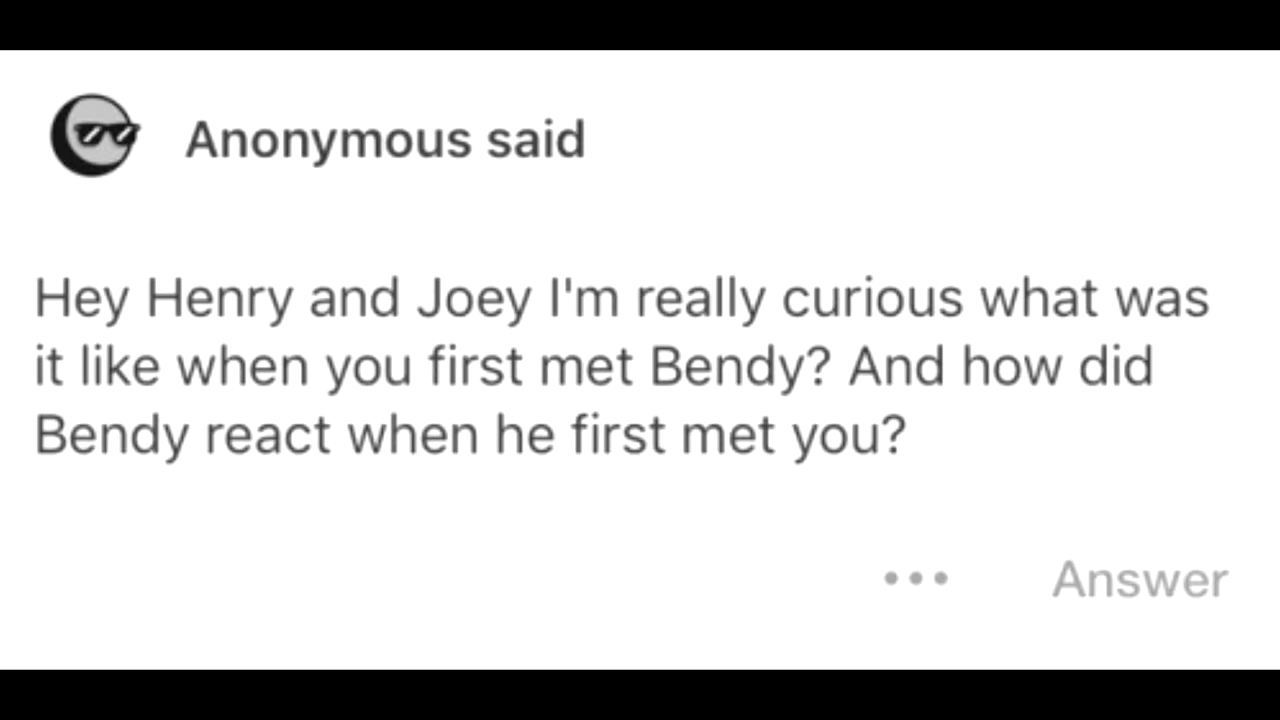 Anonymous said
Hey Henry and Joey I'm really curious what was
it like when you first met Bendy? And how did
Bendy react when he first met you?
Answer